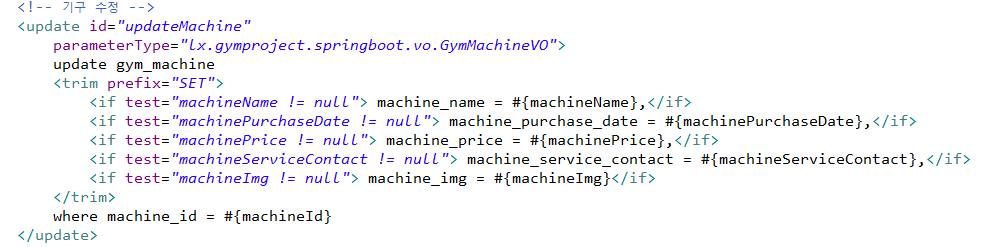 <!-- 기구 수정 -->
<update id="updateMachine"
parameterType="lx.gymproject.springboot.vo.GymMachineVO">
update gym_machine
<trim prefix="SET">
<if test="machineName != null"> machine_name = #{machineName},</if>
<if test="machinePurchaseDate != null"> machine_purchase_date = #{machinePurchaseDate},</if>
<if test="machinePrice != null"> machine_price = #{machinePrice},</if>
<if test="machineServiceContact != null"> machine_service_contact = #{machineServiceContact},</if>
<if test="machineImg != null"> machine_img = #{machineImg}</if>
</trim>
where machine_id = #{machineId}
</update>